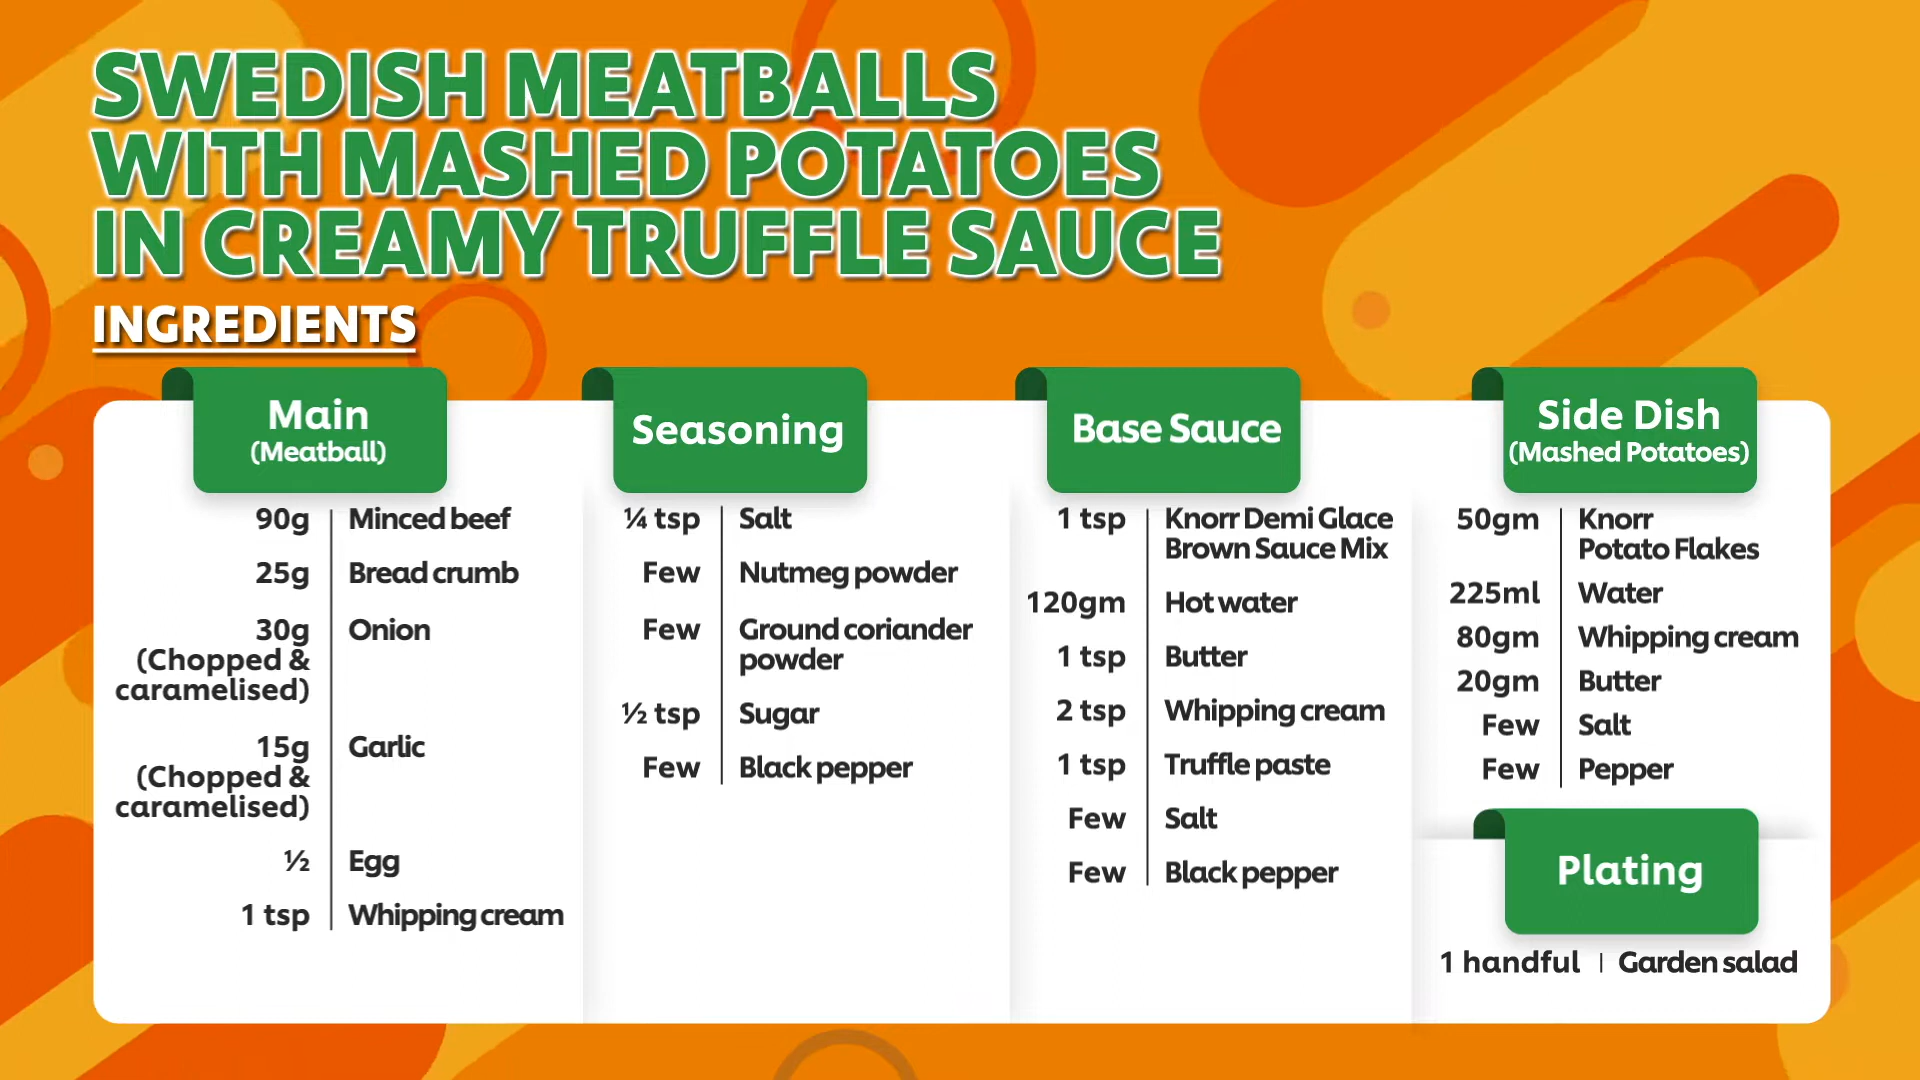 SWEDISH MEATBALLS
WITH MASHED POTATOES
IN CREAMY TRUFFLE SAUCE
INGREDIENTS
Main
(Meatball)
90g Minced beef
25g Bread crumb
30g Onion
(Chopped &
caramelised)
15g Garlic
(Chopped &
caramelised)
½ Egg
1 tsp Whipping cream
Seasoning
¼ tsp Salt
Few Nutmeg powder
Few Ground coriander
powder
½ tsp Sugar
Few Black pepper
Base Sauce
1 tsp Knorr Demi Glace
Brown Sauce Mix
120gm Hot water
1 tsp Butter
2 tsp Whipping cream
1 tsp Truffle paste
Few Salt
Few Black pepper
Side Dish
(Mashed Potatoes)
50gm Knorr
Potato Flakes
225ml Water
80gm Whipping cream
20gm Butter
Few Salt
Few Pepper
Plating
1 handful Garden salad